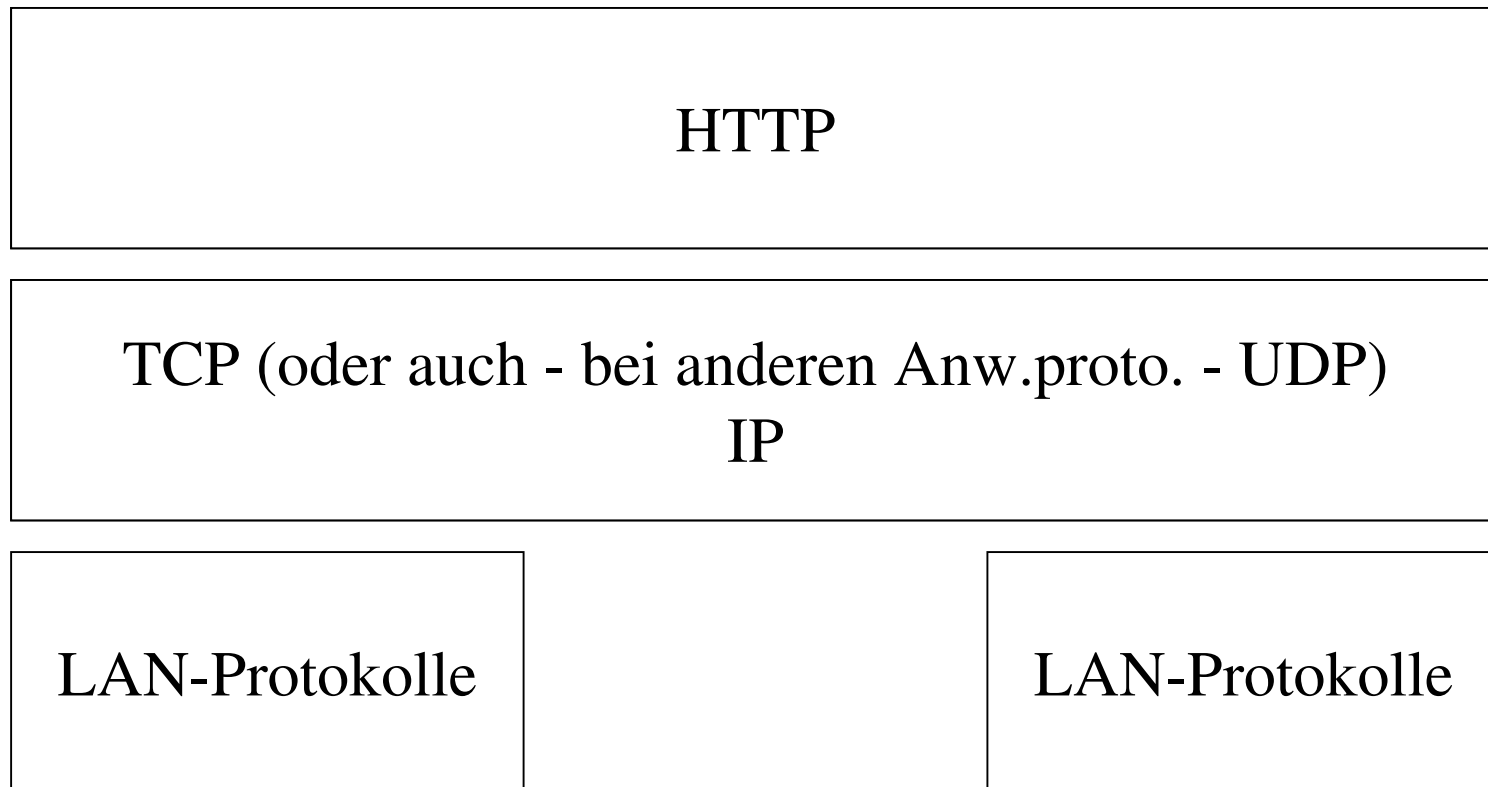 HTTP
TCP (oder auch - bei anderen Anw.proto. - UDP)
IP
LAN-Protokolle
LAN-Protokolle